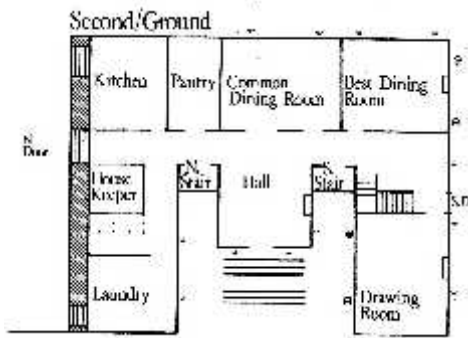 Second/Ground
Kitchen
Pantry
Common
Dining Room
Best Dining
Room
N.
Door
House
Keeper
N.
Stair
Hall
S.
Stair
S.D
Laundry
Drawing
Room